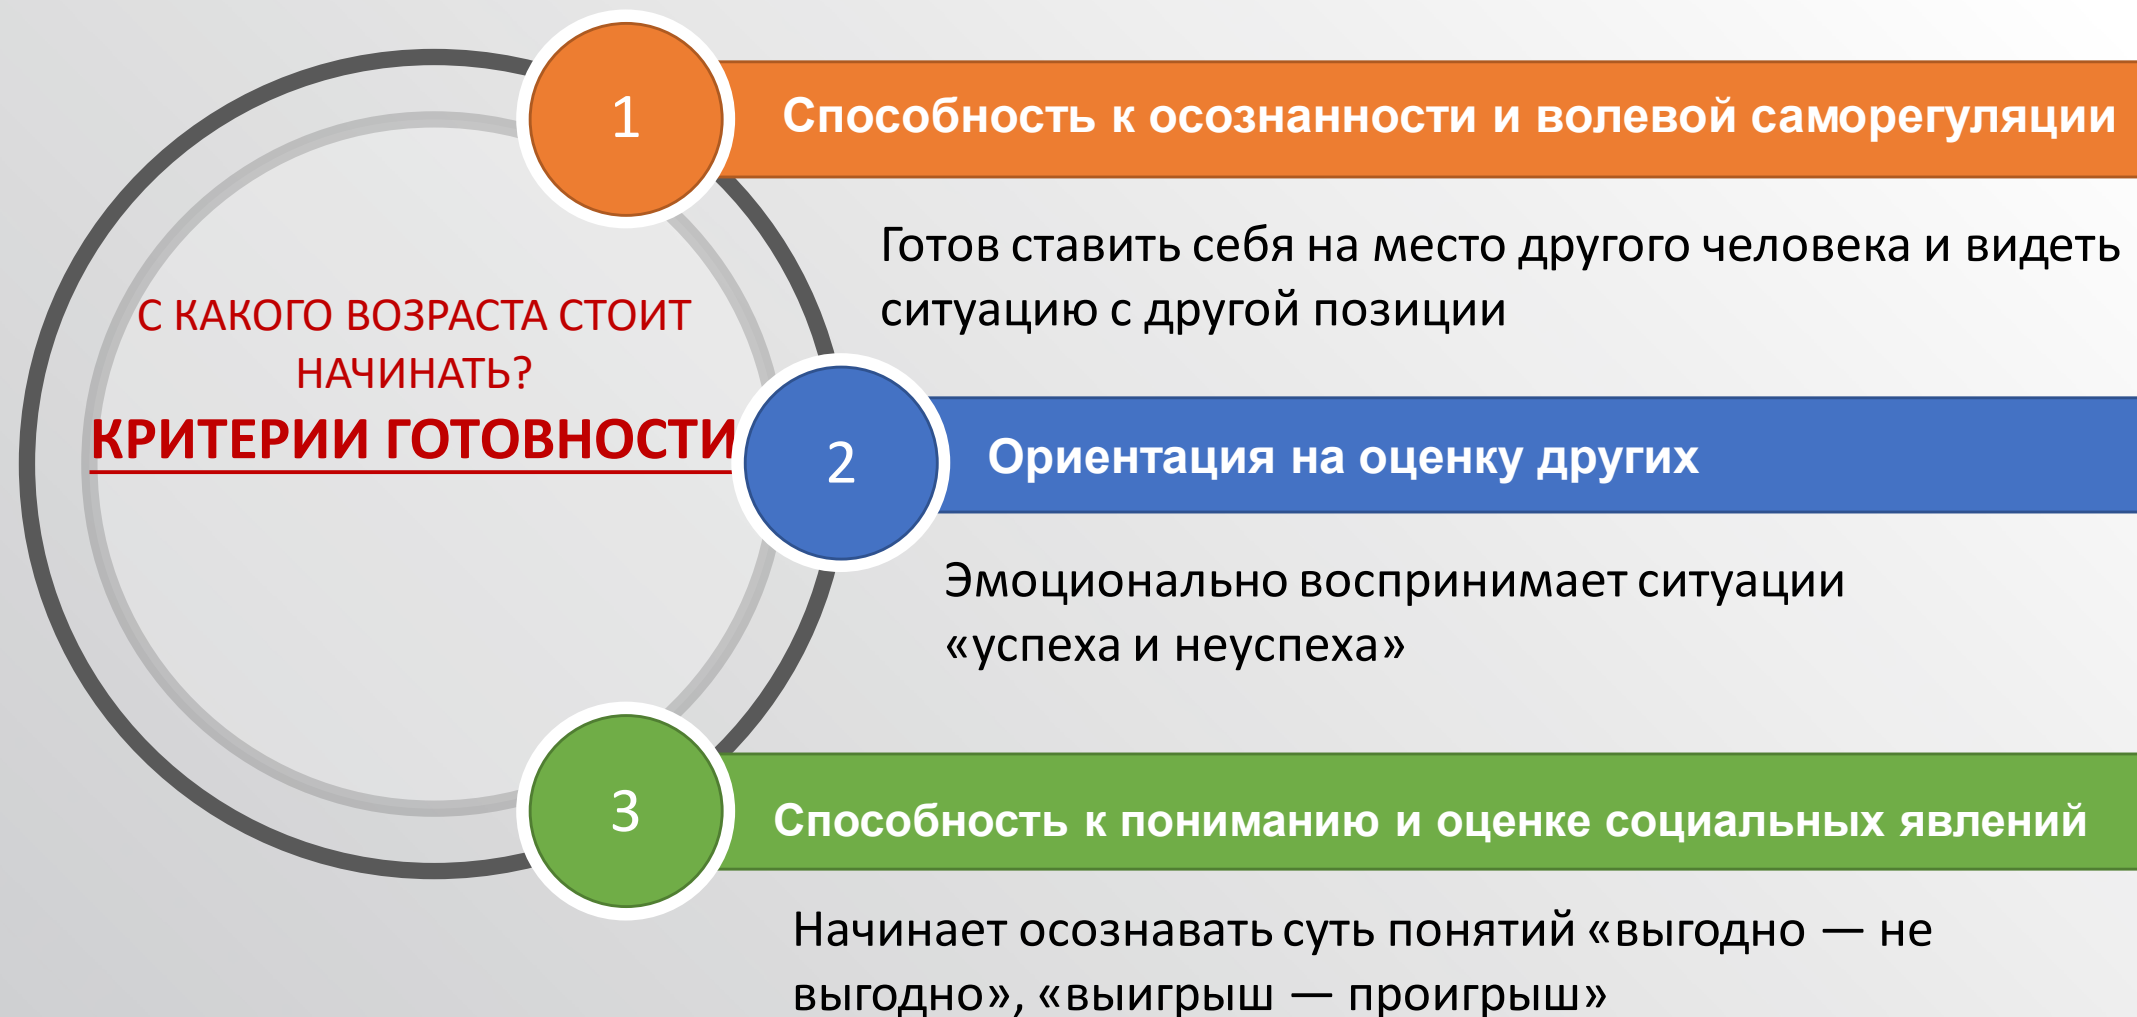 С КАКОГО ВОЗРАСТА СТОИТ
НАЧИНАТЬ?
КРИТЕРИИ ГОТОВНОСТИ
1
Способность к осознанности и волевой саморегуляции
Готов ставить себя на место другого человека и видеть
ситуацию с другой позиции
2
Ориентация на оценку других
Эмоционально воспринимает ситуации
«успеха и неуспеха»
3
Способность к пониманию и оценке социальных явлений
Начинает осознавать суть понятий «выгодно — не
выгодно», «выигрыш — проигрыш»